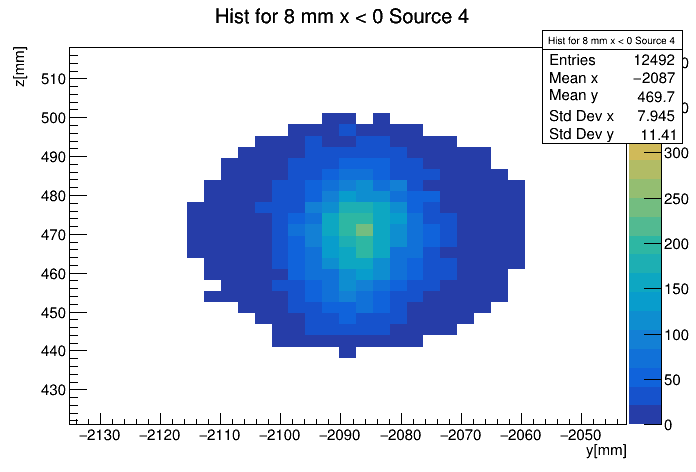 Hist for 8 mm x < 0 Source 4
z[mm]
Hist for 8 mm x < 0 Source 4
Entries 12492
Mean x −2087
Mean y 469.7
Std Dev x 7.945
Std Dev y 11.41
510
500
490
480
470
460
450
440
430
300
250
200
150
100
50
0
−2130 −2120 −2110 −2100 −2090 −2080 −2070 −2060 −2050
y[mm]